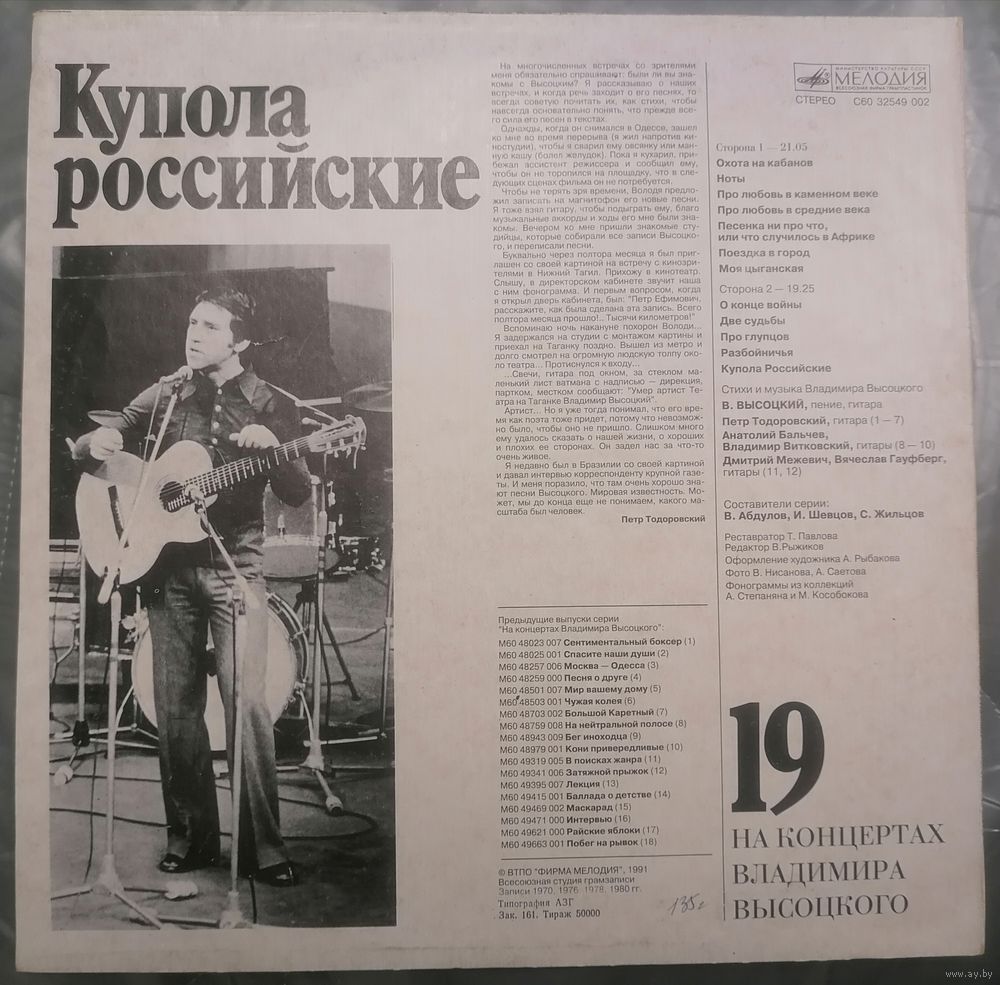 Купола
российские
На многочисленных встречах со зрителями
меня обязательно спрашивают: были ли вы зна-
комы с Высоцким? Я рассказываю о наших
встречах, и когда речь заходит о его песнях, то
всегда советую почитать их, как стихи, чтобы
навсегда основательно понять, что прежде все-
го сила его песен в текстах.
Однажды, когда он снимался в Одессе, зашел
ко мне во время перерыва (я жил напротив ки-
ностудии), чтобы я сварил ему овсянку или ман-
ную кашу (болел желудок). Пока я кухарил, при-
бежал ассистент режиссера и сообщил ему,
чтобы он не торопился на площадку, что в сле-
дующих сценах фильма он не потребуется.
Чтобы не терять зря времени, Володя предло-
жил записать на магнитофон его новые песни.
Я тоже взял гитару, чтобы подыграть ему, благо
музыкальные аккорды и ходы его мне были зна-
комы. Вечером ко мне пришли знакомые сту-
дийцы, которые собирали все записи Высоцко-
го, и переписали песни.
Буквально через полтора месяца я был приг-
лашен со своей картиной на встречу с кинозри-
телями в Нижний Тагил. Прихожу в кинотеатр.
Слышу, в директорском кабинете звучит наша
с ним фонограмма. И первым вопросом, когда
я открыл дверь кабинета, был: "Петр Ефимович,
расскажите, как была сделана эта запись. Всего
полтора месяца прошло!.. Тысячи километров!"
Вспоминаю ночь накануне похорон Володи...
Я задержался на студии с монтажом картины и
приехал на Таганку поздно. Вышел из метро и
долго смотрел на огромную людскую толпу око-
ло театра... Протиснулся к входу...
...Свечи, гитара под окном, за стеклом ма-
ленький лист ватмана с надписью — дирекция,
партком, местком сообщают: "Умер артист Те-
атра на Таганке Владимир Высоцкий".
Артист... Но я уже тогда понимал, что его вре-
мя как поэта тоже придет, потому что невозмож-
но было, чтобы оно не пришло. Слишком много
ему удалось сказать о нашей жизни, о хороших
и плохих ее сторонах. Он задел нас за что-то
очень живое.
Я недавно был в Бразилии со своей картиной
и давал интервью корреспонденту крупной газе-
ты. И меня поразило, что там очень хорошо зна-
ют песни Высоцкого. Мировая известность. Мо-
жет, мы до конца еще не понимаем, какого ма-
сштаба был человек.
Петр Тодоровский
Предыдущие выпуски серии
"На концертах Владимира Высоцкого":
М60 48023 007 Сентиментальный боксер (1)
М60 48025 001 Спасите наши души (2)
М60 48257 006 Москва — Одесса (3)
М60 48259 000 Песня о друге (4)
М60 48501 007 Мир вашему дому (5)
М60 48503 001 Чужая колея (6)
М60 48703 002 Большой Каретный (7)
М60 48759 008 На нейтральной полосе (8)
М60 48943 009 Бег иноходца (9)
М60 48979 001 Кони привередливые (10)
М60 49319 005 В поисках жанра (11)
М60 49341 006 Затяжной прыжок (12)
М60 49395 007 Лекция (13)
М60 49415 001 Баллада о детстве (14)
М60 49469 002 Маскарад (15)
М60 49471 000 Интервью (16)
М60 49621 000 Райские яблоки (17)
М60 49663 001 Побег на рывок (18)
© ВТПО "ФИРМА МЕЛОДИЯ", 1991
Всесоюзная студия грамзаписи
Записи 1970, 1976, 1978, 1980 гг.
Типография АЗГ
Зак. 161. Тираж 50000
МИНИСТЕРСТВО КУЛЬТУРЫ СССР
МЕЛОДИЯ
ВСЕСОЮЗНАЯ ФИРМА ГРАМПЛАСТИНОК
СТЕРЕО С60 32549 002
Сторона 1 — 21.05
Охота на кабанов
Ноты
Про любовь в каменном веке
Про любовь в средние века
Песенка ни про что,
или что случилось в Африке
Поездка в город
Моя цыганская
Сторона 2 — 19.25
О конце войны
Две судьбы
Про глупцов
Разбойничья
Купола Российские
Стихи и музыка Владимира Высоцкого
В. ВЫСОЦКИЙ, пение, гитара
Петр Тодоровский, гитара (1 — 7)
Анатолий Бальчев,
Владимир Витковский, гитары (8 — 10)
Дмитрий Межевич, Вячеслав Гауфберг,
гитары (11, 12)
Составители серии:
В. Абдулов, И. Шевцов, С. Жильцов
Реставратор Т. Павлова
Редактор В.Рыжиков
Оформление художника А. Рыбакова
Фото В. Нисанова, А. Саетова
Фонограммы из коллекций
А. Степаняна и М. Кособокова
19
НА КОНЦЕРТАХ
ВЛАДИМИРА
ВЫСОЦКОГО
www.ay.by